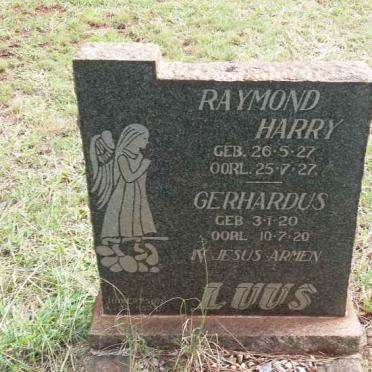 RAYMOND
HARRY
GEB. 26·5·27
OORL. 25·7·27.
GERHARDUS
GEB 3·1·20
OORL 10·7·20
IN JESUS ARMEN
LUUS